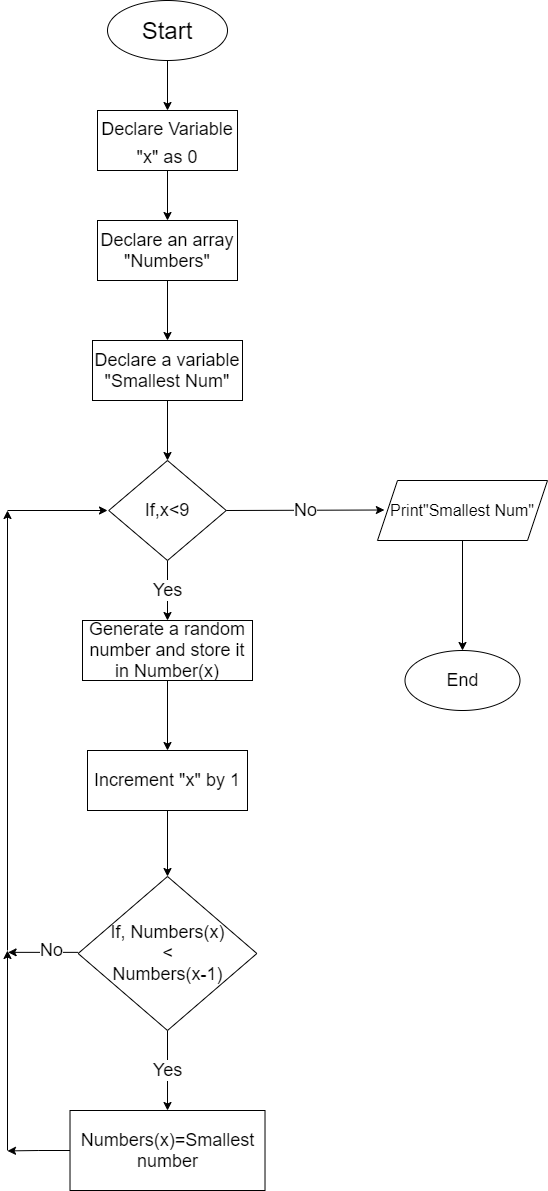 Start
Declare Variable
"x" as 0
Declare an array
"Numbers"
Declare a variable
"Smallest Num"
If,x<9
No
Print"Smallest Num"
Yes
Generate a random
number and store it
in Number(x)
End
Increment "x" by 1
If, Numbers(x)
<
Numbers(x-1)
No
Yes
Numbers(x)=Smallest
number